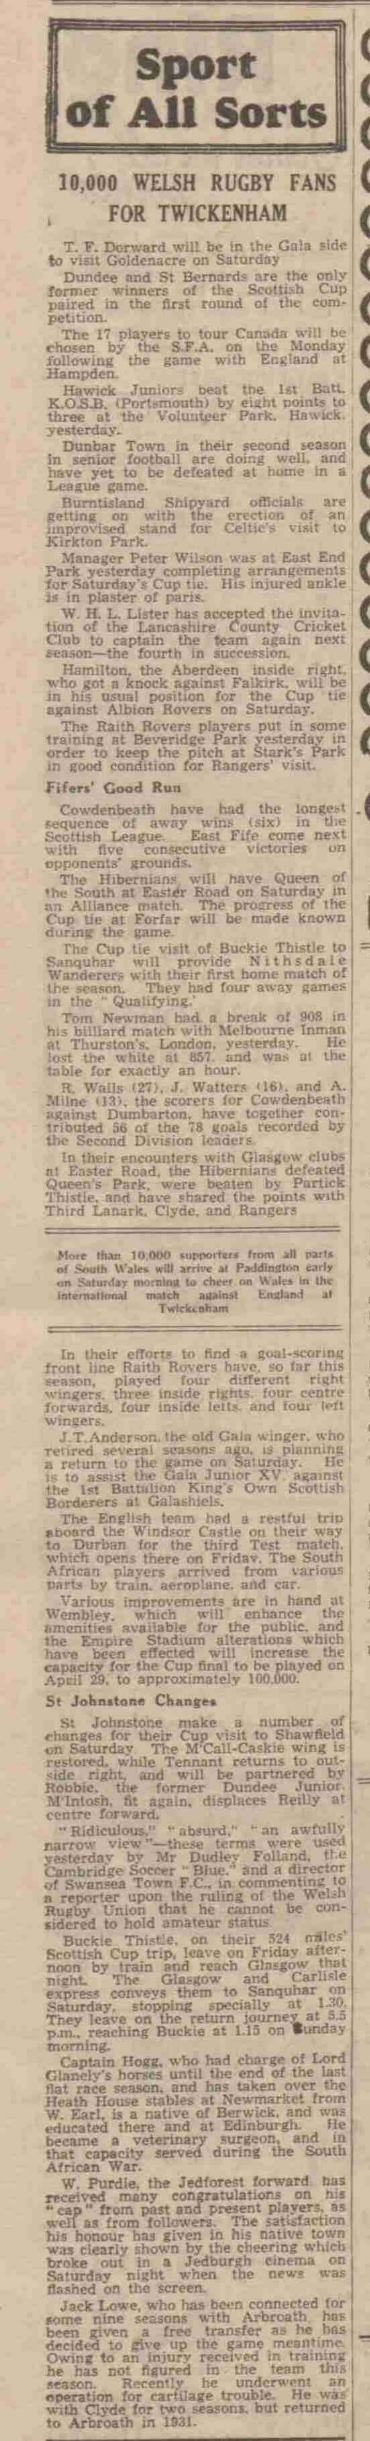 Sport
of All Sorts
10,000 WELSH RUGBY FANS
FOR TWICKENHAM
T. F. Dorward will be in the Gala side
to visit Goldenacre on Saturday
Dundee and St Bernards are the only
former winners of the Scottish Cup
paired in the first round of the com-
petition.
The 17 players to tour Canada will be
chosen by the S.F.A. on the Monday
following the game with England at
Hampden.
Hawick Juniors beat the 1st Batt.
K.O.S.B. (Portsmouth) by eight points to
three at the Volunteer Park, Hawick,
yesterday.
Dunbar Town in their second season
in senior football are doing well, and
have yet to be defeated at home in a
League game.
Burntisland Shipyard officials are
getting on with the erection of an
improvised stand for Celtic's visit to
Kirkton Park.
Manager Peter Wilson was at East End
Park yesterday completing arrangements
for Saturday's Cup tie. His injured ankle
is in plaster of paris.
W. H. L. Lister has accepted the invita-
tion of the Lancashire County Cricket
Club to captain the team again next
season—the fourth in succession.
Hamilton, the Aberdeen inside right,
who got a knock against Falkirk, will be
in his usual position for the Cup tie
against Albion Rovers on Saturday.
The Raith Rovers players put in some
training at Beveridge Park yesterday in
order to keep the pitch at Stark's Park
in good condition for Rangers' visit.
Fifers' Good Run
Cowdenbeath have had the longest
sequence of away wins (six) in the
Scottish League. East Fife come next
with five consecutive victories on
opponents' grounds.
The Hibernians will have Queen of
the South at Easter Road on Saturday in
an Alliance match. The progress of the
Cup tie at Forfar will be made known
during the game.
The Cup tie visit of Buckie Thistle to
Sanquhar will provide Nithsdale
Wanderers with their first home match of
the season. They had four away games
in the "Qualifying.'
Tom Newman had a break of 908 in
his billiard match with Melbourne Inman
at Thurston's, London, yesterday. He
lost the white at 857, and was at the
table for exactly an hour.
R. Walls (27), J. Watters (16), and A.
Milne (13), the scorers for Cowdenbeath
against Dumbarton, have together con-
tributed 56 of the 78 goals recorded by
the Second Division leaders.
In their encounters with Glasgow clubs
at Easter Road, the Hibernians defeated
Queen's Park, were beaten by Partick
Thistle, and have shared the points with
Third Lanark, Clyde, and Rangers
More than 10,000 supporters from all parts
of South Wales will arrive at Paddington early
on Saturday morning to cheer on Wales in the
international match against England at
Twickenham
In their efforts to find a goal-scoring
front line Raith Rovers have, so far this
season, played four different right
wingers, three inside rights, four centre
forwards, four inside lefts, and four left
wingers.
J. T. Anderson, the old Gala winger, who
retired several seasons ago, is planning
a return to the game on Saturday. He
is to assist the Gala Junior XV. against
the 1st Battalion King's Own Scottish
Borderers at Galashiels.
The English team had a restful trip
aboard the Windsor Castle on their way
to Durban for the third Test match,
which opens there on Friday. The South
African players arrived from various
parts by train, aeroplane, and car.
Various improvements are in hand at
Wembley, which will enhance the
amenities available for the public, and
the Empire Stadium alterations which
have been effected will increase the
capacity for the Cup final to be played on
April 29, to approximately 100,000.
St Johnstone Changes
St Johnstone make a number of
changes for their Cup visit to Shawfield
on Saturday The M'Call-Caskie wing is
restored, while Tennant returns to out-
side right, and will be partnered by
Robbie, the former Dundee Junior.
M'Intosh, fit again, displaces Reilly at
centre forward.
"Ridiculous," "absurd," "an awfully
narrow view"—these terms were used
yesterday by Mr Dudley Folland, the
Cambridge Soccer "Blue," and a director
of Swansea Town F.C., in commenting to
a reporter upon the ruling of the Welsh
Rugby Union that he cannot be con-
sidered to hold amateur status
Buckie Thistle, on their 524 miles'
Scottish Cup trip, leave on Friday after-
noon by train and reach Glasgow that
night. The Glasgow and Carlisle
express conveys them to Sanquhar on
Saturday, stopping specially at 1.30.
They leave on the return journey at 5.5
p.m., reaching Buckie at 1.15 on Sunday
morning.
Captain Hogg, who had charge of Lord
Glanely's horses until the end of the last
flat race season, and has taken over the
Heath House stables at Newmarket from
W. Earl, is a native of Berwick, and was
educated there and at Edinburgh. He
became a veterinary surgeon, and in
that capacity served during the South
African War.
W. Purdie, the Jedforest forward has
received many congratulations on his
"cap" from past and present players, as
well as from followers. The satisfaction
his honour has given in his native town
was clearly shown by the cheering which
broke out in a Jedburgh cinema on
Saturday night when the news was
flashed on the screen.
Jack Lowe, who has been connected for
some nine seasons with Arbroath has
been given a free transfer as he has
decided to give up the game meantime.
Owing to an injury received in training
he has not figured in the team this
season. Recently he underwent an
operation for cartilage trouble. He was
with Clyde for two seasons, but returned
to Arbroath in 1931.